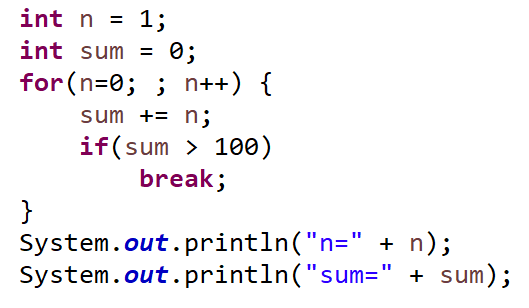 int n = 1;
int sum = 0;
for(n=0; ; n++) {
    sum += n;
    if(sum > 100)
        break;
}
System.out.println("n=" + n);
System.out.println("sum=" + sum);